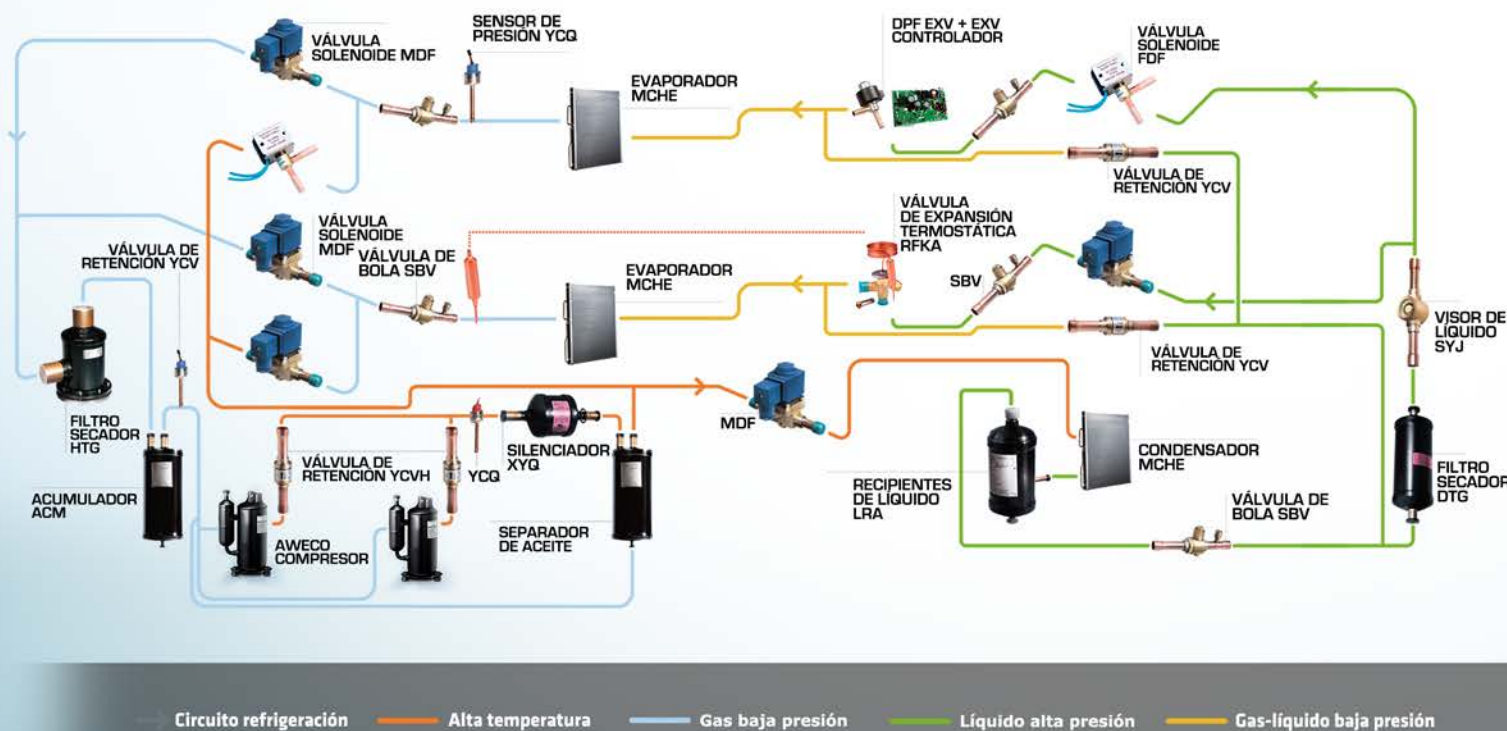 VÁLVULA
SOLENOIDE MDF
SENSOR DE
PRESIÓN YCQ
DPF EXV + EXV
CONTROLADOR
VÁLVULA
SOLENOIDE
FDF
EVAPORADOR
MCHE
VÁLVULA DE
RETENCIÓN YCV
VÁLVULA
SOLENOIDE
MDF
VÁLVULA DE
RETENCIÓN YCV
VÁLVULA DE
BOLA SBV
EVAPORADOR
MCHE
VÁLVULA
DE EXPANSIÓN
TERMOSTÁTICA
RFKA
SBV
VISOR DE
LÍQUIDO
SYJ
VÁLVULA DE
RETENCIÓN YCV
FILTRO
SECADOR
HTG
MDF
SILENCIADOR
XYQ
VÁLVULA DE
RETENCIÓN YCVH
YCQ
CONDENSADOR
MCHE
RECIPIENTES
DE LÍQUIDO
LRA
FILTRO
SECADOR
DTG
ACUMULADOR
ACM
AWECO
COMPRESOR
SEPARADOR
DE ACEITE
VÁLVULA DE
BOLA SBV
Circuito refrigeración
Alta temperatura
Gas baja presión
Líquido alta presión
Gas-líquido baja presión